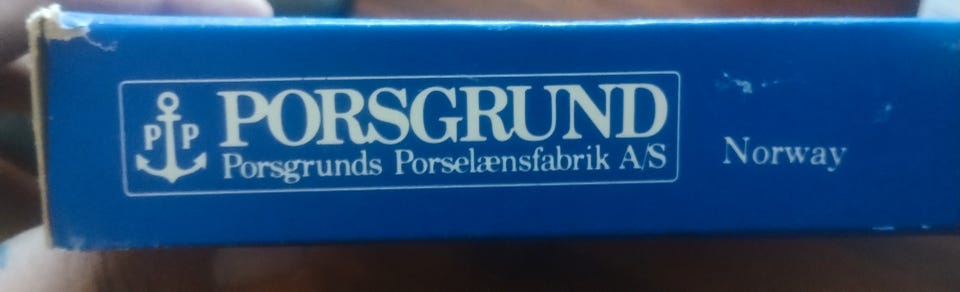 P P
PORSGRUND
Porsgrunds Porselænsfabrik A/S
Norway